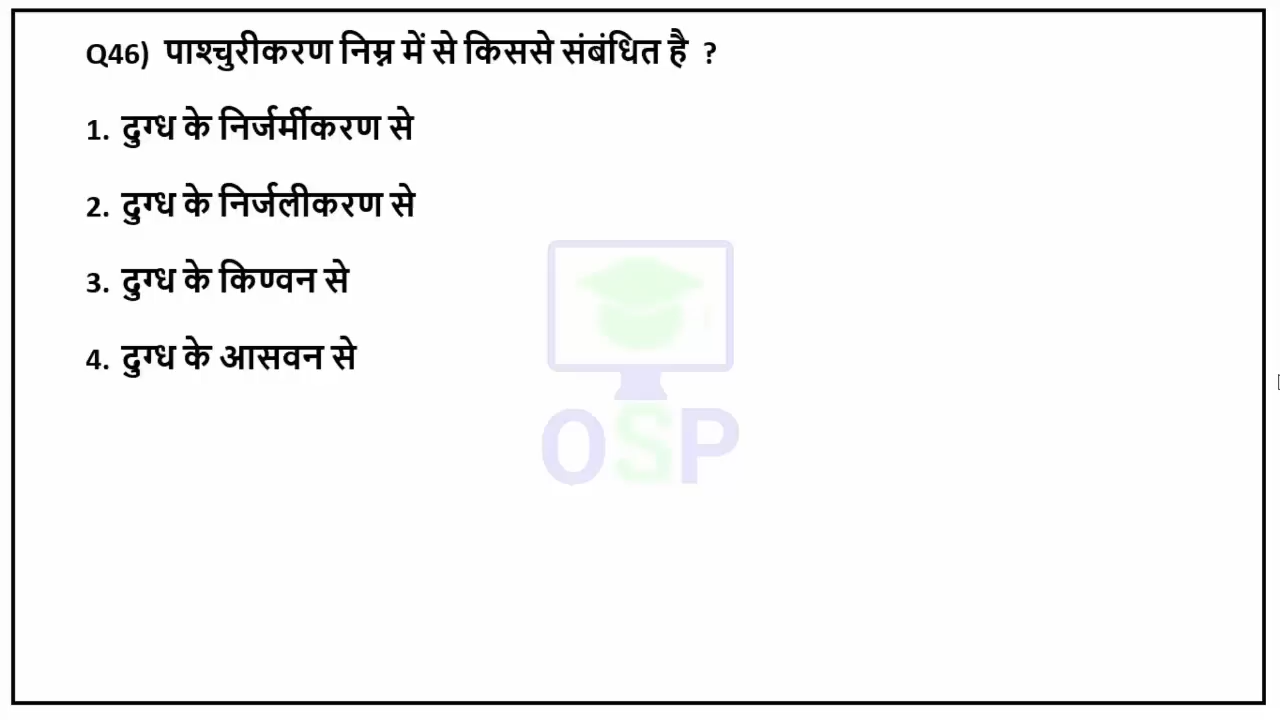 Q46) पाश्चुरीकरण निम्न में से किससे संबंधित है ?
1. दुग्ध के निर्जर्मीकरण से
2. दुग्ध के निर्जलीकरण से
3. दुग्ध के किण्वन से
4. दुग्ध के आसवन से
OSP